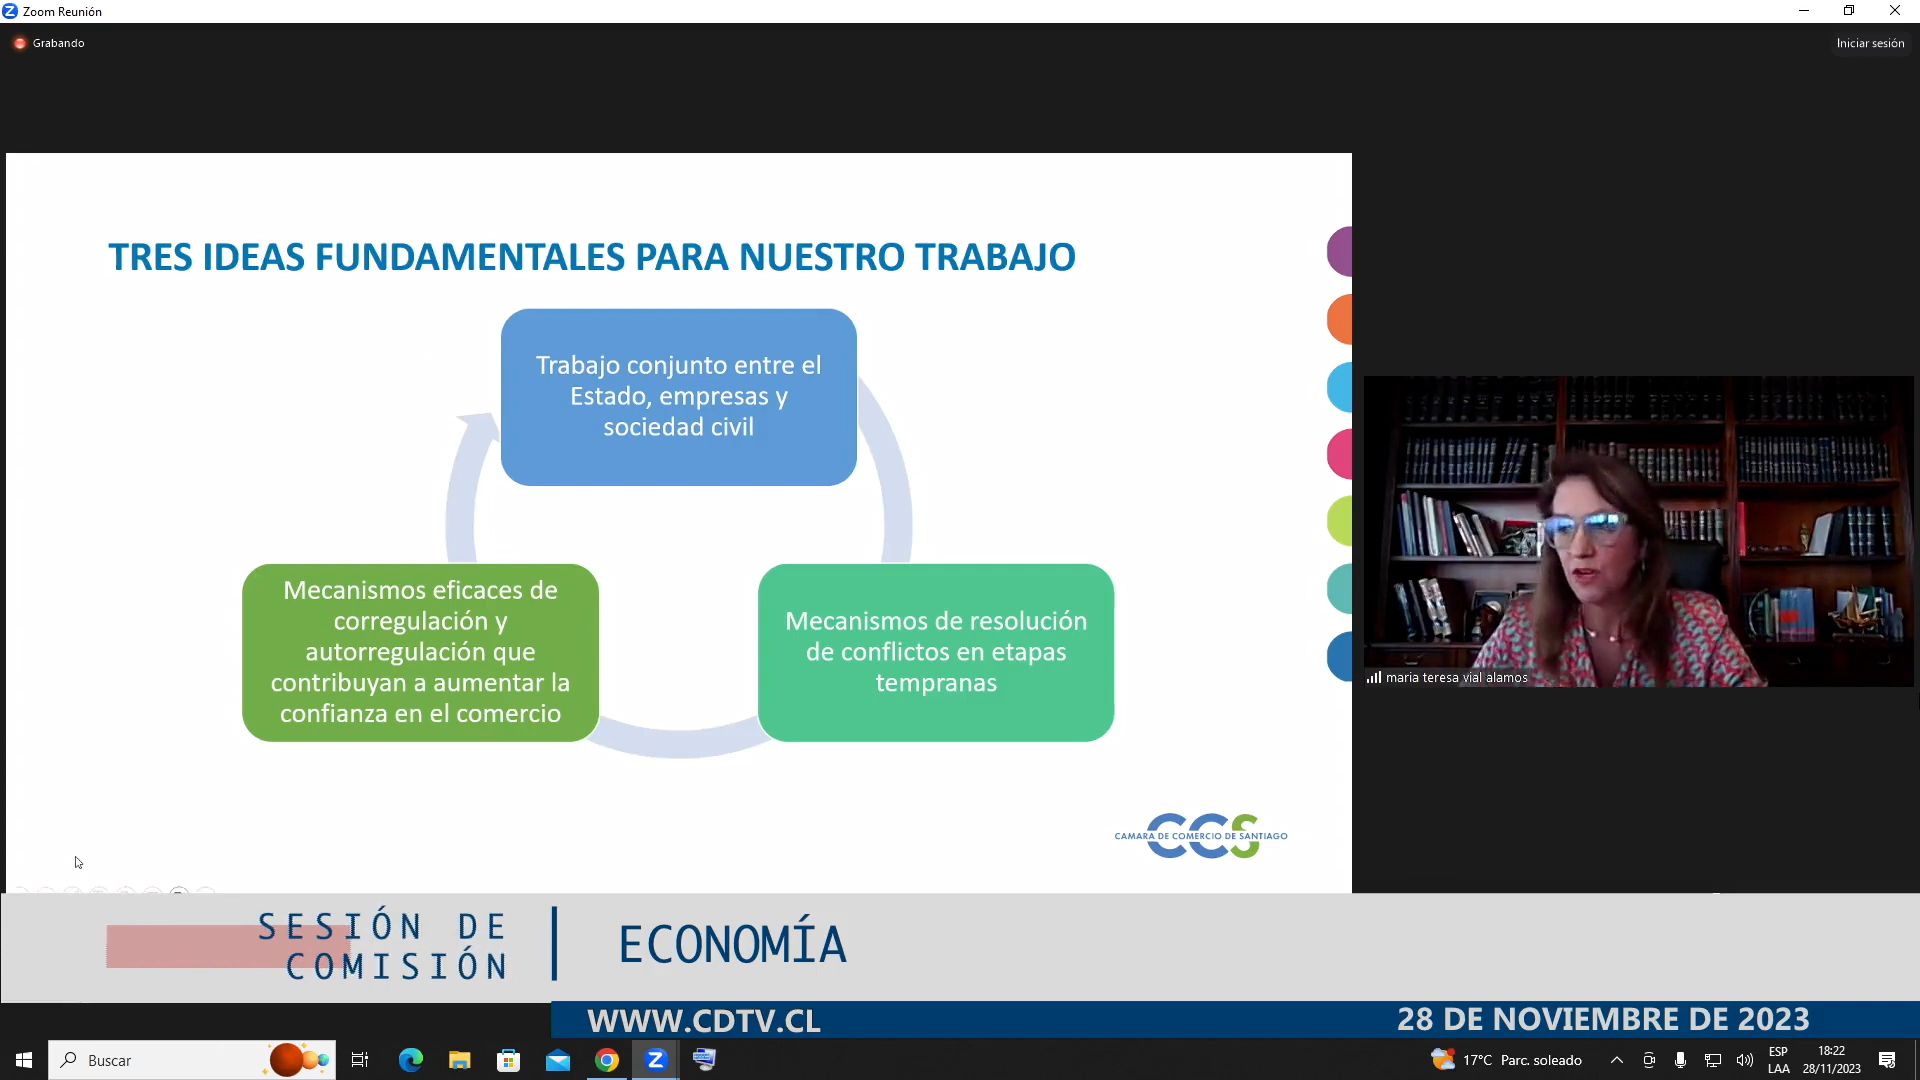 Zoom Reunión
Grabando
Iniciar sesión
TRES IDEAS FUNDAMENTALES PARA NUESTRO TRABAJO
Trabajo conjunto entre el
Estado, empresas y
sociedad civil
Mecanismos eficaces de
corregulación y
autorregulación que
contribuyan a aumentar la
confianza en el comercio
Mecanismos de resolución
de conflictos en etapas
tempranas
CCS
CAMARA DE COMERCIO DE SANTIAGO
maria teresa vial alamos
SESIÓN DE
COMISIÓN
ECONOMÍA
WWW.CDTV.CL
28 DE NOVIEMBRE DE 2023
Buscar
17°C Parc. soleado
ESP
LAA
18:22
28/11/2023